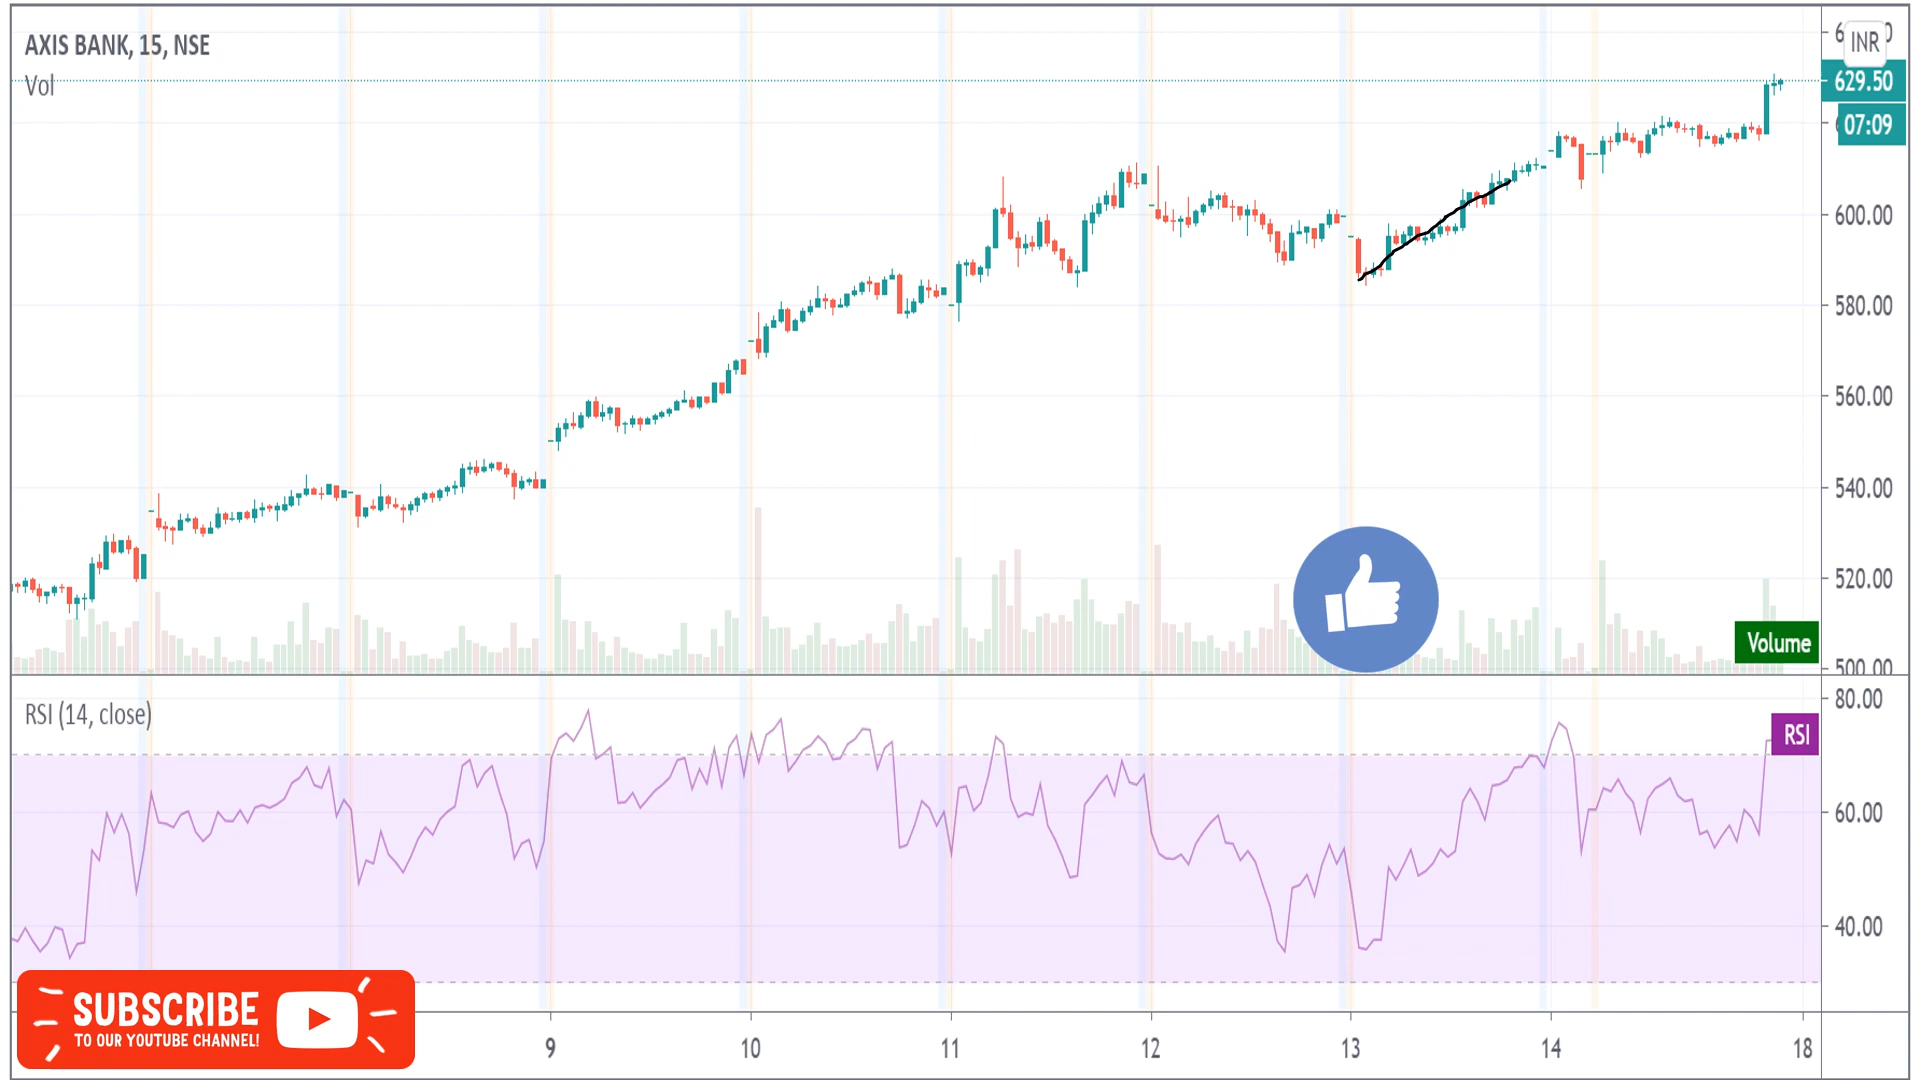 AXIS BANK, 15, NSE
Vol
INR
629.50
07:09
600.00
580.00
560.00
540.00
520.00
Volume
500.00
RSI (14, close)
80.00
RSI
60.00
40.00
SUBSCRIBE
TO OUR YOUTUBE CHANNEL!
9 10 11 12 13 14 18